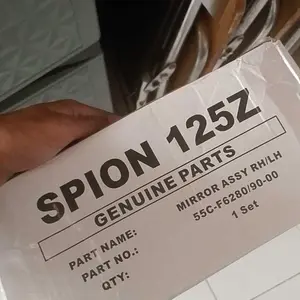 SPION 125Z
GENUINE PARTS
PART NAME: MIRROR ASSY RH/LH
PART NO.: 55C-F6280/90-00
QTY: 1 Set